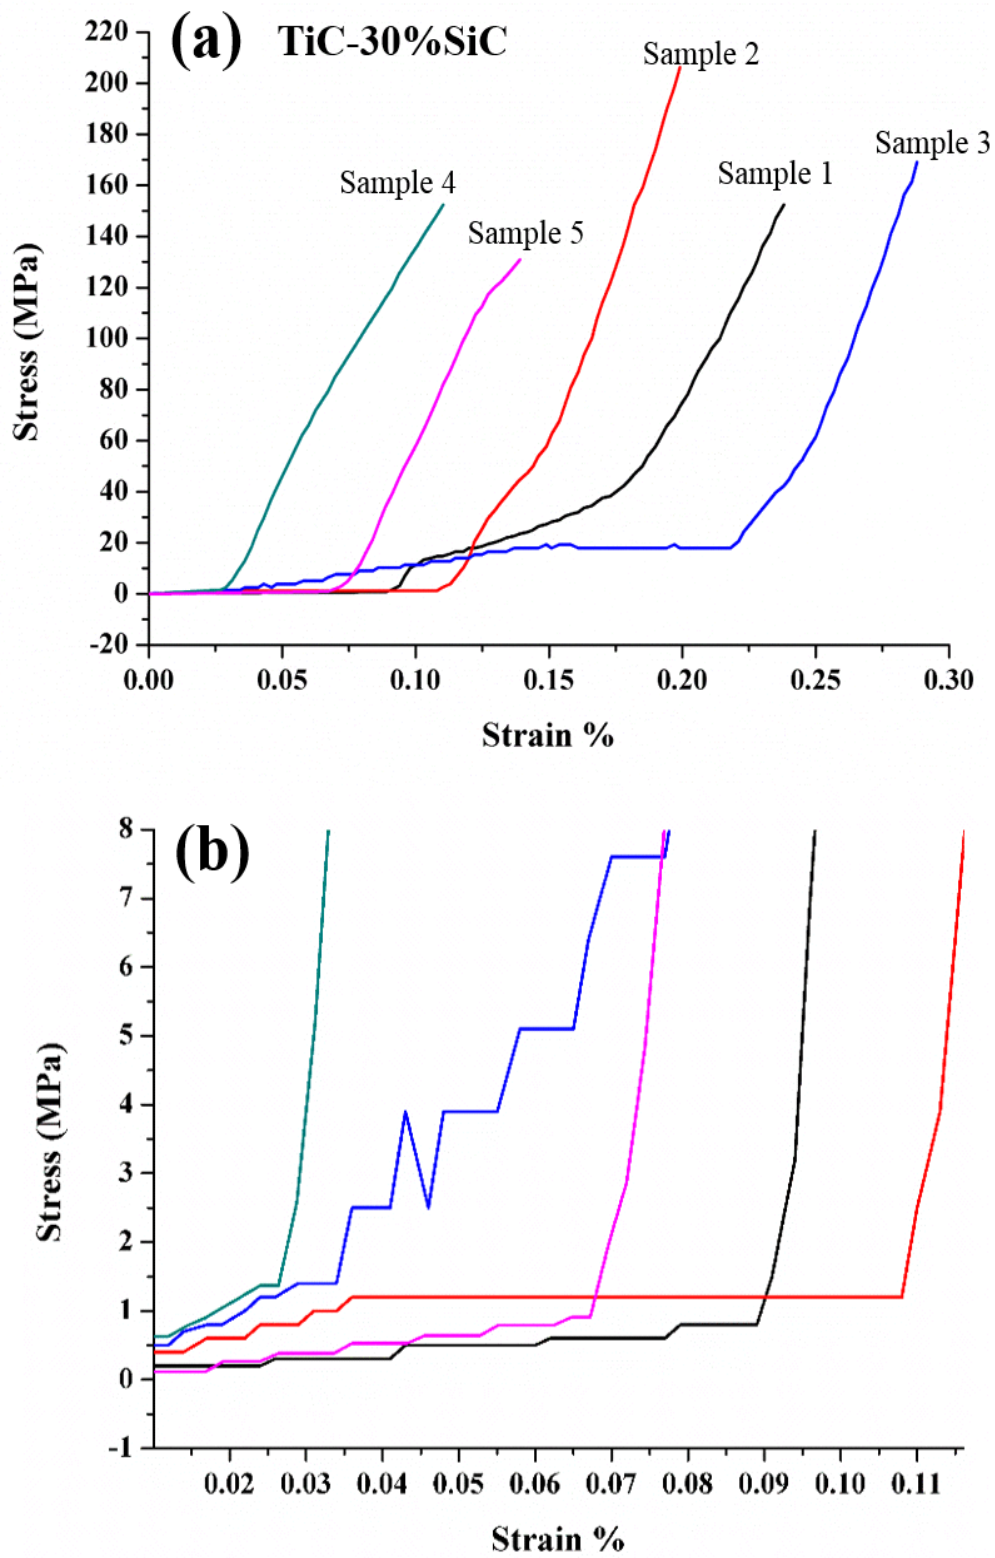 (a) TiC-30%SiC
Sample 2
Sample 3
Sample 1
Sample 4
Sample 5
220
200
180
160
140
120
100
80
60
40
20
0
-20
Stress (MPa)
0.00 0.05 0.10 0.15 0.20 0.25 0.30
Strain %
(b)
8
7
6
5
4
3
2
1
0
-1
Stress (MPa)
0.02 0.03 0.04 0.05 0.06 0.07 0.08 0.09 0.10 0.11
Strain %